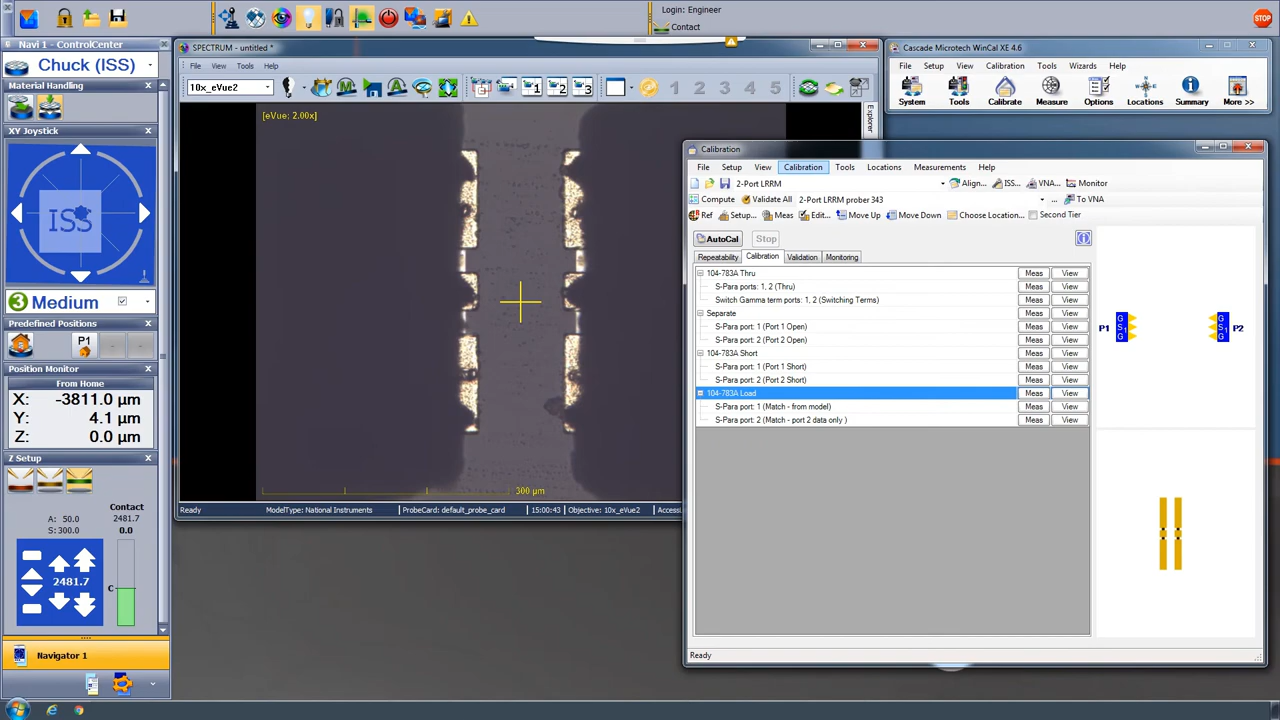 Login: Engineer
Contact
STOP
Navi 1 - ControlCenter
Chuck (ISS)
Material Handling
XY Joystick
ISS
3 Medium
Predefined Positions
P1
Position Monitor
From Home
X: -3811.0 µm
Y: 4.1 µm
Z: 0.0 µm
Z Setup
Contact
A: 50.0 2481.7
S:300.0 0.0
2481.7
C
Navigator 1
SPECTRUM - untitled *
File View Tools Help
10x_eVue2
1 2 3 1 2 3 4 5
Explorer
[eVue: 2.00x]
300 µm
Ready ModelType: National Instruments ProbeCard: default_probe_card 15:00:43 Objective: 10x_eVue2 Accessi
Cascade Microtech WinCal XE 4.6
File Setup View Calibration Tools Wizards Help
System Tools Calibrate Measure Options Locations Summary More >>
Calibration
File Setup View Calibration Tools Locations Measurements Help
2-Port LRRM Align... ISS... VNA... Monitor
Compute Validate All 2-Port LRRM prober 343 ... To VNA
Ref Setup... Meas Edit... Move Up Move Down Choose Location... Second Tier
AutoCal Stop
Repeatability Calibration Validation Monitoring
104-783A Thru Meas View
S-Para ports: 1, 2 (Thru) Meas View
Switch Gamma term ports: 1, 2 (Switching Terms) Meas View
Separate Meas View
S-Para port: 1 (Port 1 Open) Meas View
S-Para port: 2 (Port 2 Open) Meas View
104-783A Short Meas View
S-Para port: 1 (Port 1 Short) Meas View
S-Para port: 2 (Port 2 Short) Meas View
104-783A Load Meas View
S-Para port: 1 (Match - from model) Meas View
S-Para port: 2 (Match - port 2 data only ) Meas View
P1 G S1 G G S1 G P2
Ready